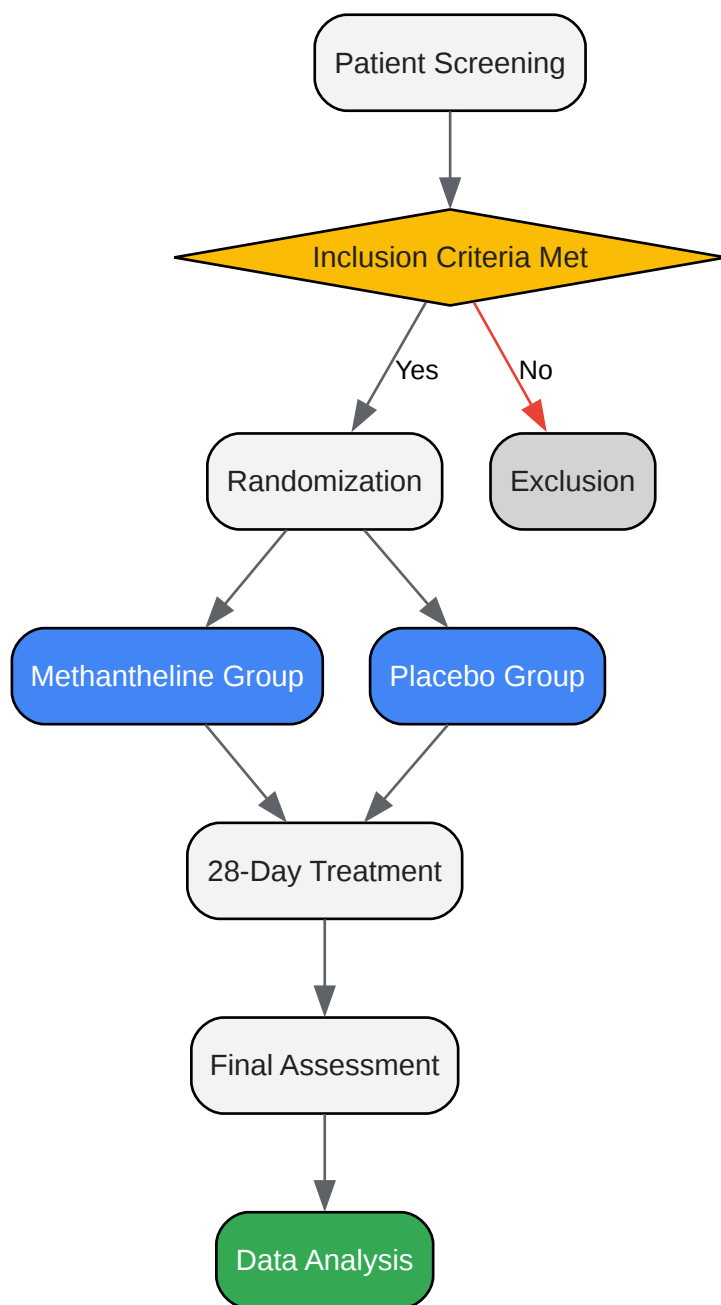 Patient Screening
Inclusion Criteria Met
Yes
No
Randomization
Exclusion
Methantheline Group
Placebo Group
28-Day Treatment
Final Assessment
Data Analysis